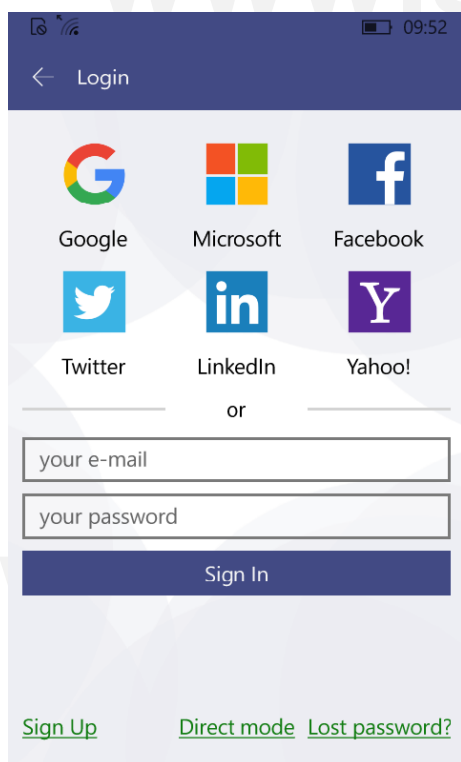 09:52
Login
Google Microsoft Facebook
Twitter LinkedIn Yahoo!
or
your e-mail
your password
Sign In
Sign Up Direct mode Lost password?